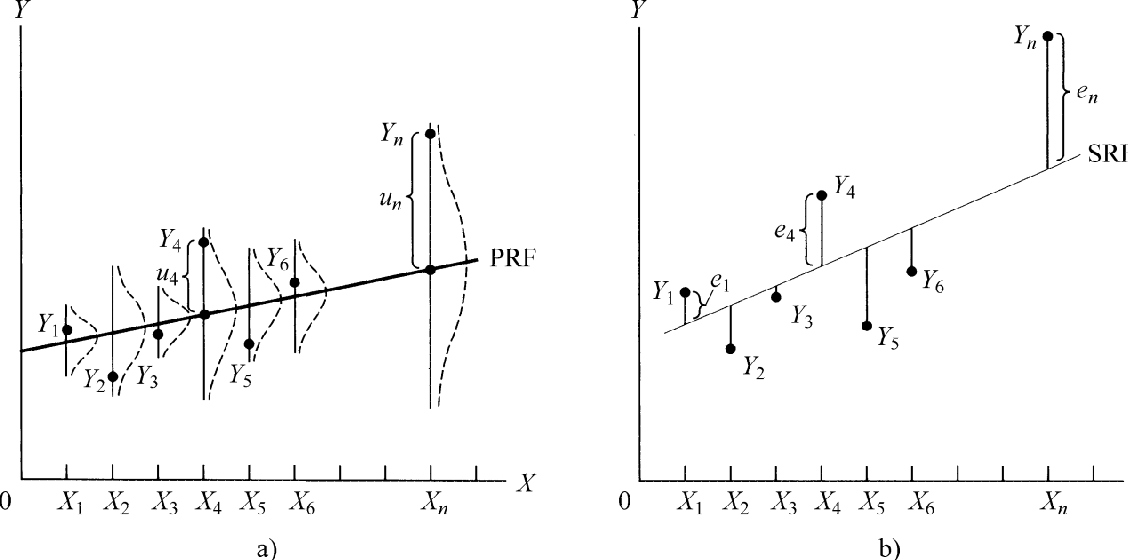 Y
Yn
un
Y4
u4
Y6
PRF
Y1
Y2
Y3
Y5
0
X1
X2
X3
X4
X5
X6
Xn
X
a)
Y
Yn
en
SRF
Y4
e4
Y1
e1
Y3
Y6
Y5
Y2
0
X1
X2
X3
X4
X5
X6
Xn
b)